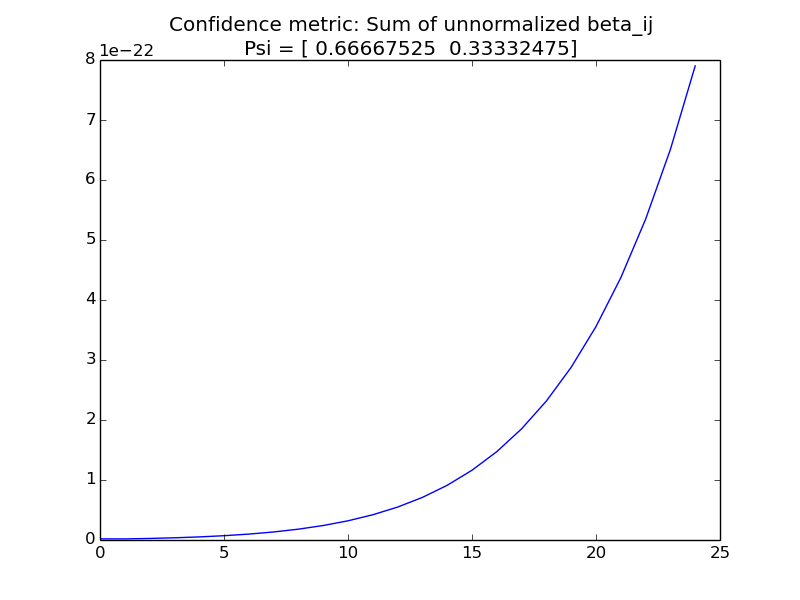 Confidence metric: Sum of unnormalized beta_ij
Psi = [ 0.66667525  0.33332475]
1e−22
8
7
6
5
4
3
2
1
0
0 5 10 15 20 25